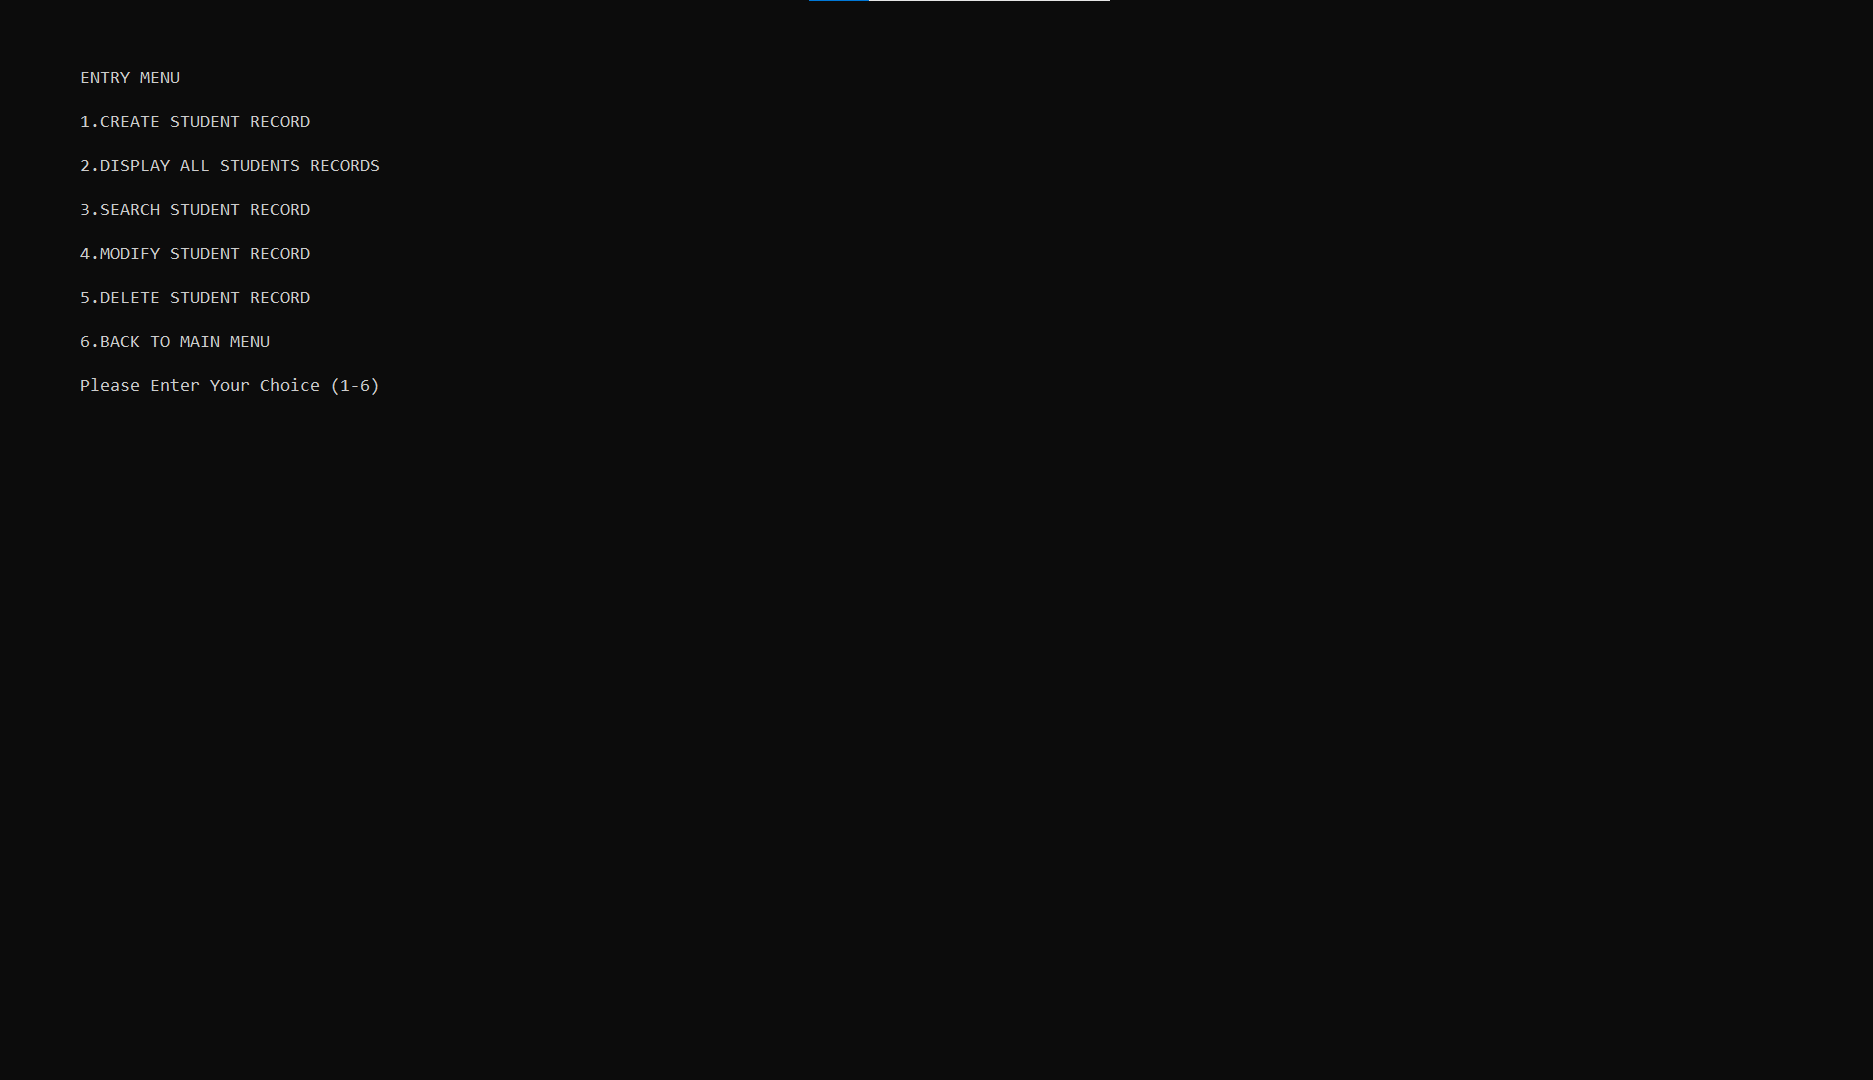 ENTRY MENU
1.CREATE STUDENT RECORD
2.DISPLAY ALL STUDENTS RECORDS
3.SEARCH STUDENT RECORD
4.MODIFY STUDENT RECORD
5.DELETE STUDENT RECORD
6.BACK TO MAIN MENU
Please Enter Your Choice (1-6)